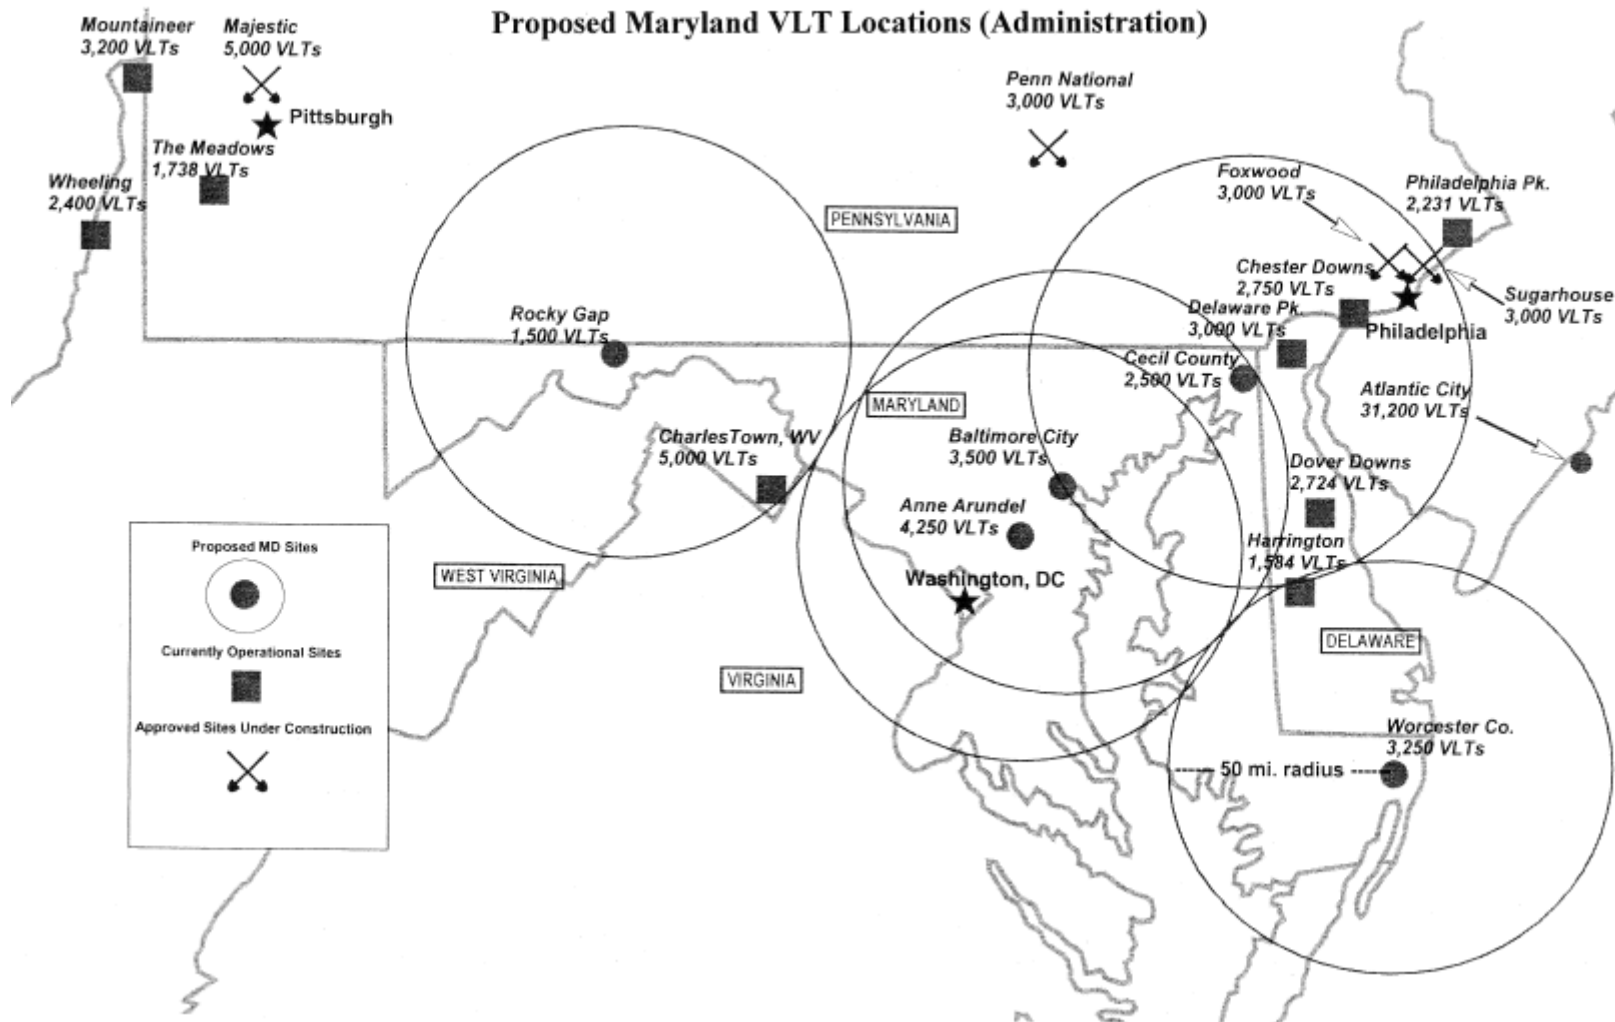 Proposed Maryland VLT Locations (Administration)
Mountaineer
3,200 VLTs
Majestic
5,000 VLTs
Pittsburgh
The Meadows
1,738 VLTs
Wheeling
2,400 VLTs
Penn National
3,000 VLTs
Foxwood
3,000 VLTs
Philadelphia Pk.
2,231 VLTs
PENNSYLVANIA
Chester Downs
2,750 VLTs
Sugarhouse
3,000 VLTs
Delaware Pk.
3,000 VLTs
Philadelphia
Rocky Gap
1,500 VLTs
Cecil County
2,500 VLTs
Atlantic City
31,200 VLTs
MARYLAND
CharlesTown, WV
5,000 VLTs
Baltimore City
3,500 VLTs
Dover Downs
2,724 VLTs
Anne Arundel
4,250 VLTs
Harrington
1,584 VLTs
Washington, DC
WEST VIRGINIA
DELAWARE
VIRGINIA
Worcester Co.
3,250 VLTs
50 mi. radius
Proposed MD Sites
Currently Operational Sites
Approved Sites Under Construction